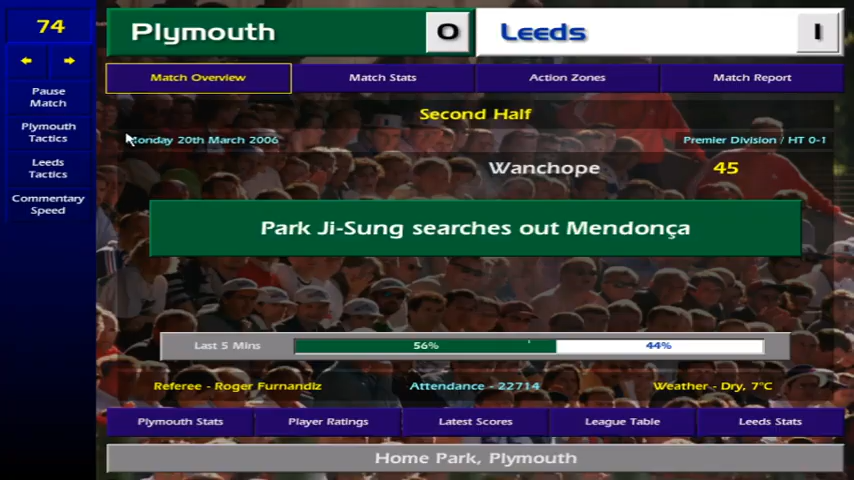 74
Plymouth 0
Leeds 1
Match Overview
Match Stats
Action Zones
Match Report
Pause Match
Plymouth Tactics
Leeds Tactics
Commentary Speed
Second Half
Monday 20th March 2006
Premier Division / HT 0-1
Wanchope 45
Park Ji-Sung searches out Mendonça
Last 5 Mins 56% 44%
Referee - Roger Furnandiz
Attendance - 22714
Weather - Dry, 7°C
Plymouth Stats
Player Ratings
Latest Scores
League Table
Leeds Stats
Home Park, Plymouth